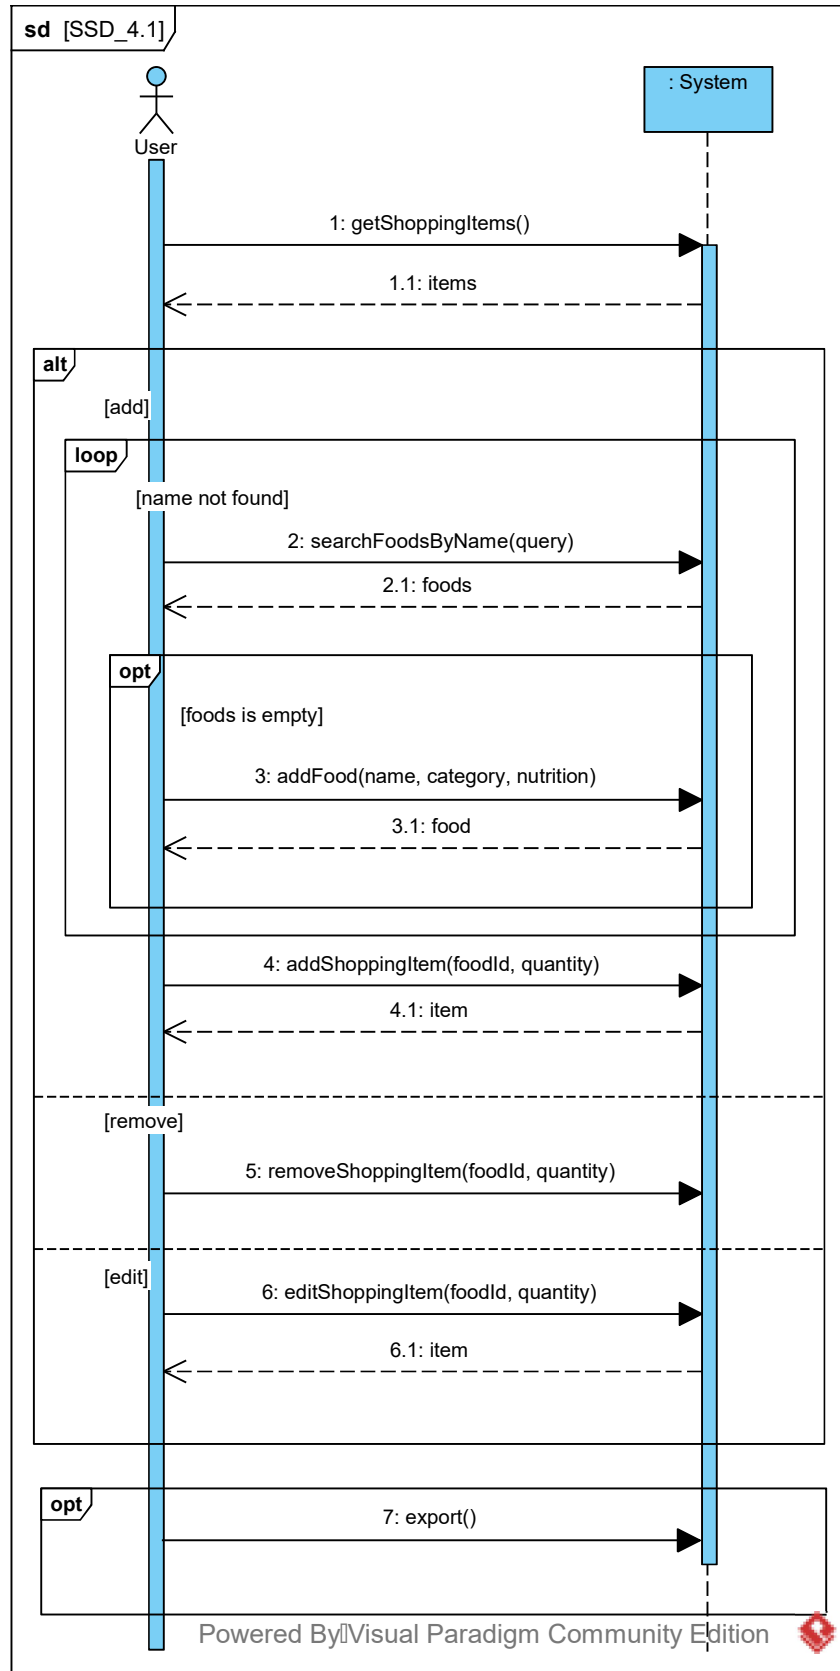 sd [SSD_4.1]
User
: System
1: getShoppingItems()
1.1: items
alt
[add]
loop
[name not found]
2: searchFoodsByName(query)
2.1: foods
opt
[foods is empty]
3: addFood(name, category, nutrition)
3.1: food
4: addShoppingItem(foodId, quantity)
4.1: item
[remove]
5: removeShoppingItem(foodId, quantity)
[edit]
6: editShoppingItem(foodId, quantity)
6.1: item
opt
7: export()
Powered By Visual Paradigm Community Edition